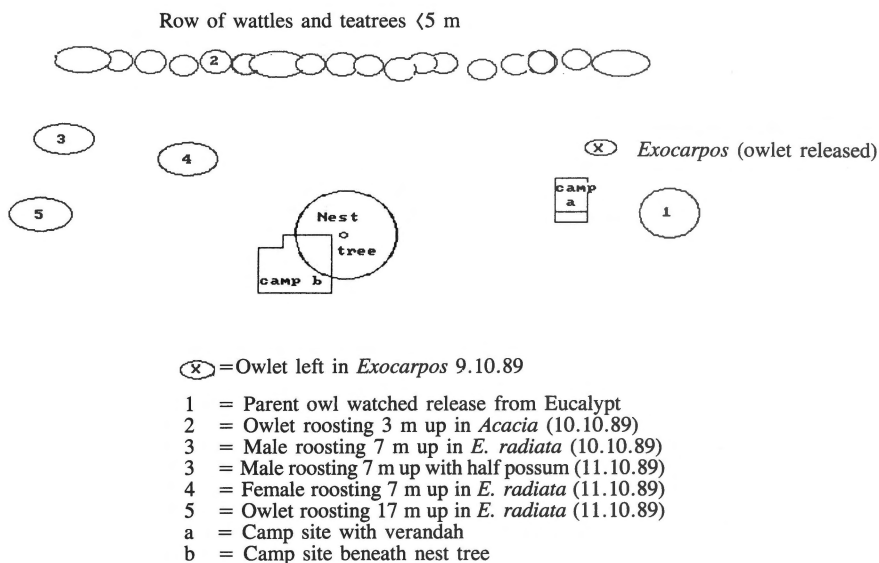 Row of wattles and teatrees <5 m
2
3
4
x Exocarpos (owlet released)
5
Nest
tree
camp
a
1
camp b
x =Owlet left in Exocarpos 9.10.89
1 = Parent owl watched release from Eucalypt
2 = Owlet roosting 3 m up in Acacia (10.10.89)
3 = Male roosting 7 m up in E. radiata (10.10.89)
3 = Male roosting 7 m up with half possum (11.10.89)
4 = Female roosting 7 m up in E. radiata (11.10.89)
5 = Owlet roosting 17 m up in E. radiata (11.10.89)
a = Camp site with verandah
b = Camp site beneath nest tree